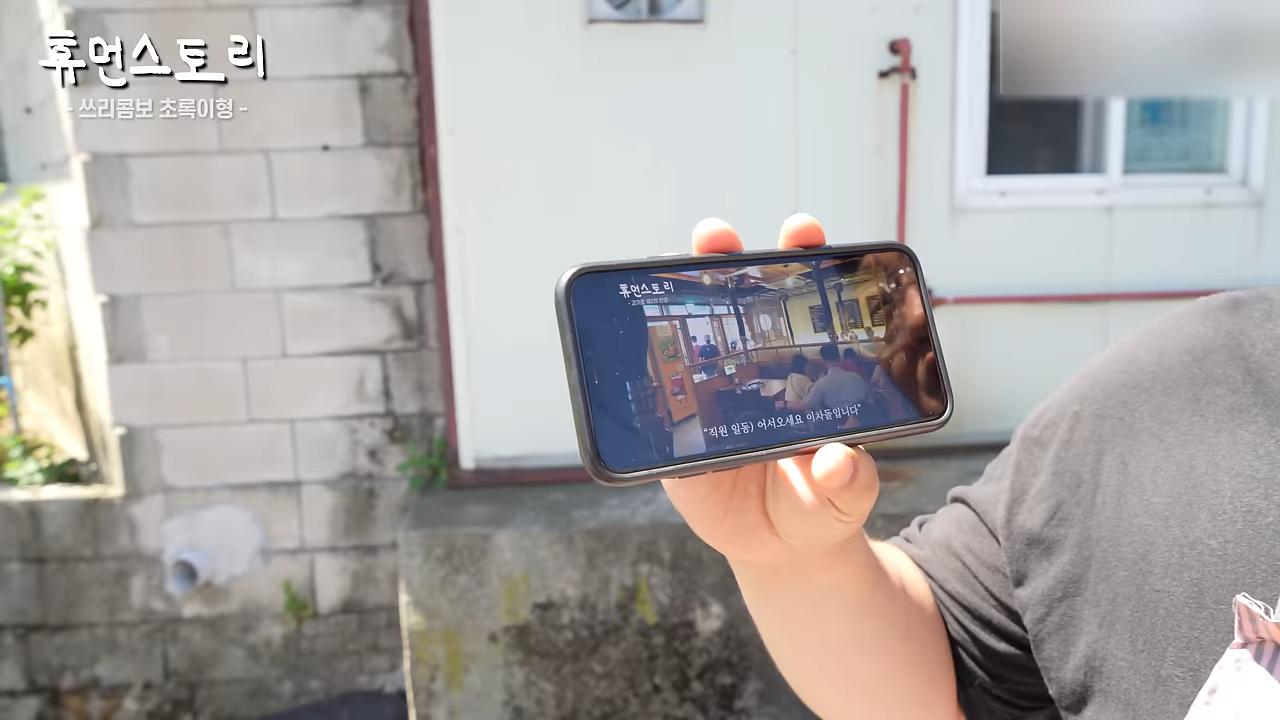 휴먼스토리
- 쓰리콤보 초록이형 -
휴먼스토리
"직원 일동) 어서오세요 이차돌입니다"